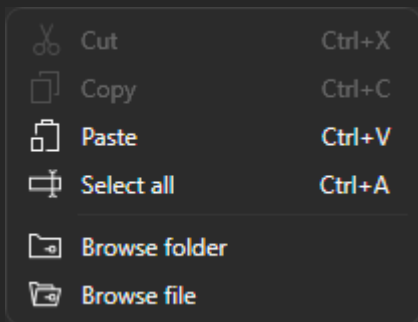 Cut Ctrl+X
Copy Ctrl+C
Paste Ctrl+V
Select all Ctrl+A
Browse folder
Browse file